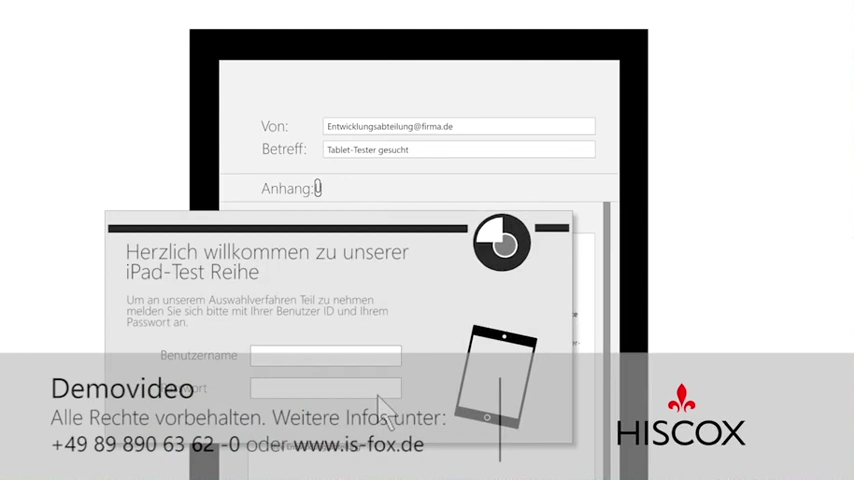 Von:
Entwicklungsabteilung@firma.de
Betreff:
Tablet-Tester gesucht
Anhang:
Herzlich willkommen zu unserer
iPad-Test Reihe
Um an unserem Auswahlverfahren Teil zu nehmen
melden Sie sich bitte mit Ihrer Benutzer ID und Ihrem
Passwort an.
Benutzername
Demovideo
Alle Rechte vorbehalten. Weitere Infos unter:
+49 89 890 63 62 -0 oder www.is-fox.de
HISCOX